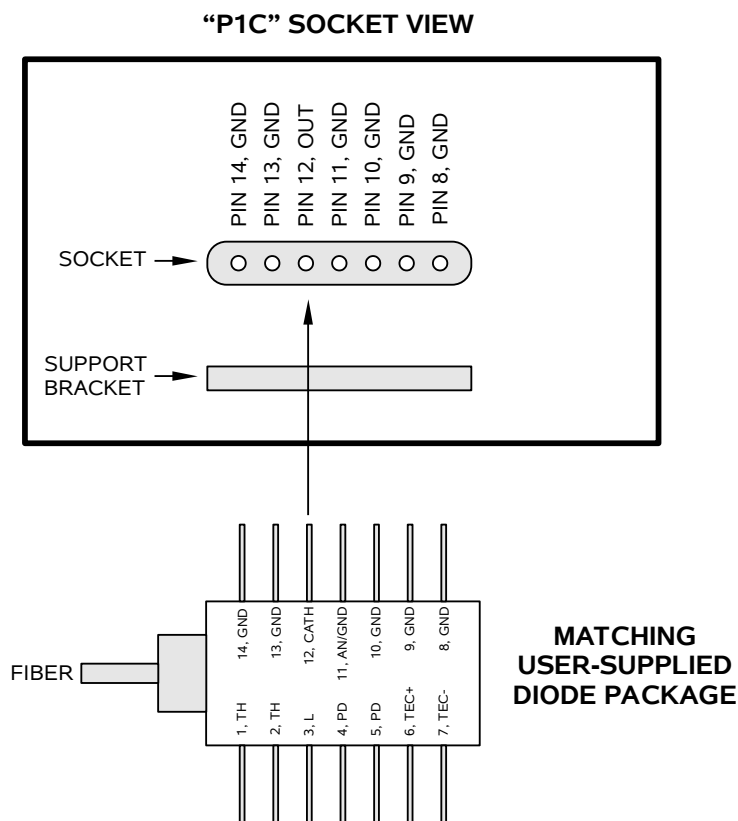 “P1C” SOCKET VIEW
PIN 14, GND
PIN 13, GND
PIN 12, OUT
PIN 11, GND
PIN 10, GND
PIN 9, GND
PIN 8, GND
SOCKET
SUPPORT
BRACKET
14, GND
13, GND
12, CATH
11, AN/GND
10, GND
9, GND
8, GND
FIBER
1, TH
2, TH
3, L
4, PD
5, PD
6, TEC+
7, TEC-
MATCHING
USER-SUPPLIED
DIODE PACKAGE